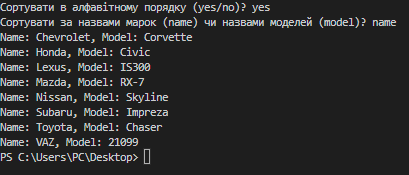 Сортувати в алфавітному порядку (yes/no)? yes
Сортувати за назвами марок (name) чи назвами моделей (model)? name
Name: Chevrolet, Model: Corvette
Name: Honda, Model: Civic
Name: Lexus, Model: IS300
Name: Mazda, Model: RX-7
Name: Nissan, Model: Skyline
Name: Subaru, Model: Impreza
Name: Toyota, Model: Chaser
Name: VAZ, Model: 21099
PS C:\Users\PC\Desktop>